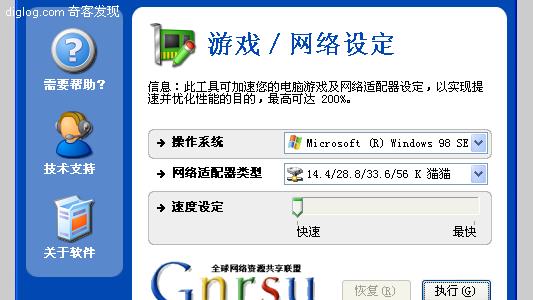 diglog.com 奇客发现
需要帮助?
技术支持
关于软件
游戏 / 网络设定
信息: 此工具可加速您的电脑游戏及网络适配器设定, 以实现提
速并优化性能的目的, 最高可达 200%。
操作系统
Microsoft (R) Windows 98 SE
网络适配器类型
14.4/28.8/33.6/56 K 猫猫
速度设定
快速
最快
全球网络资源共享联盟
Gnrsu
恢复(R)
执行(G)